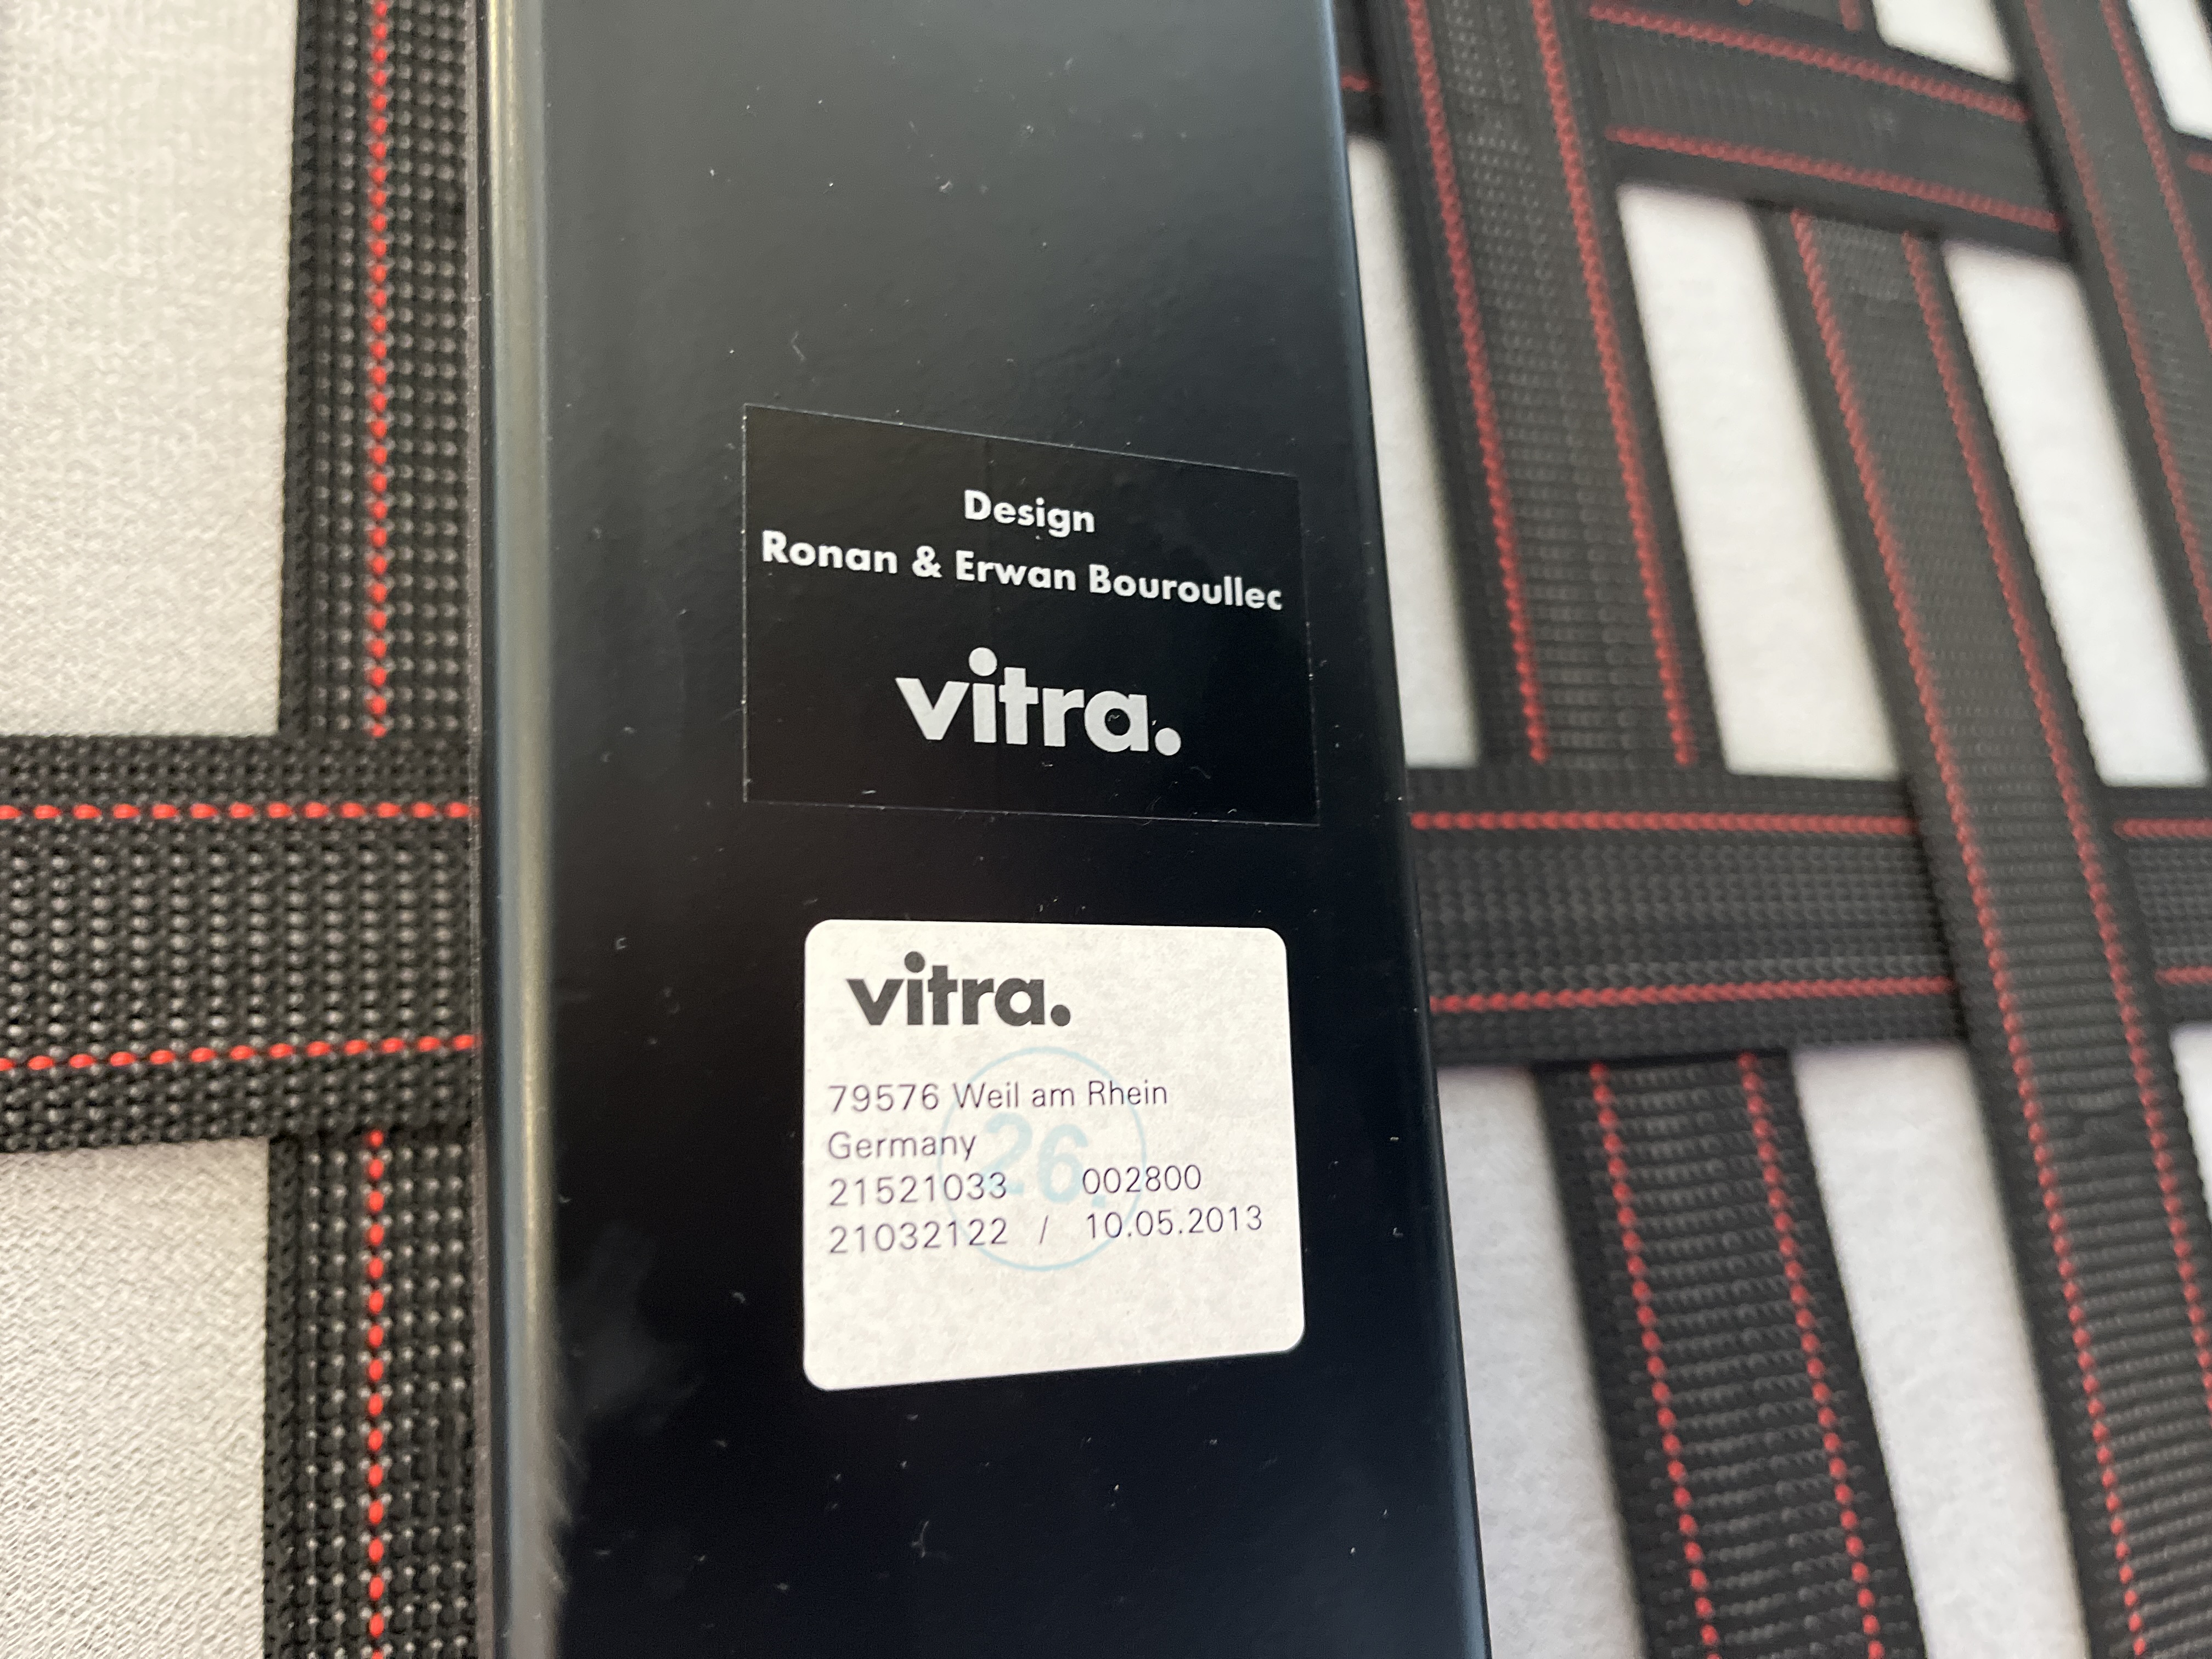 Design
Ronan & Erwan Bouroullec
vitra.
vitra.
79576 Weil am Rhein
Germany
26
21521033 002800
21032122 / 10.05.2013